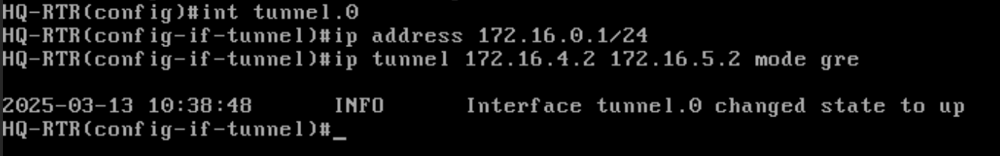 HQ-RTR(config)#int tunnel.0
HQ-RTR(config-if-tunnel)#ip address 172.16.0.1/24
HQ-RTR(config-if-tunnel)#ip tunnel 172.16.4.2 172.16.5.2 mode gre
2025-03-13 10:38:48 INFO Interface tunnel.0 changed state to up
HQ-RTR(config-if-tunnel)#_